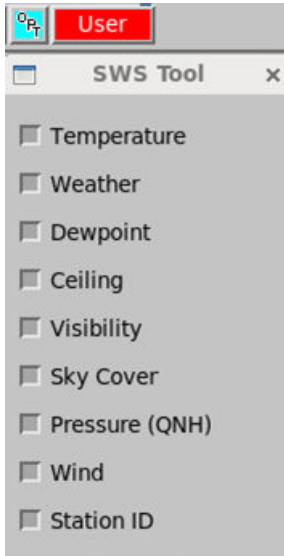 OPT User
SWS Tool
Temperature
Weather
Dewpoint
Ceiling
Visibility
Sky Cover
Pressure (QNH)
Wind
Station ID